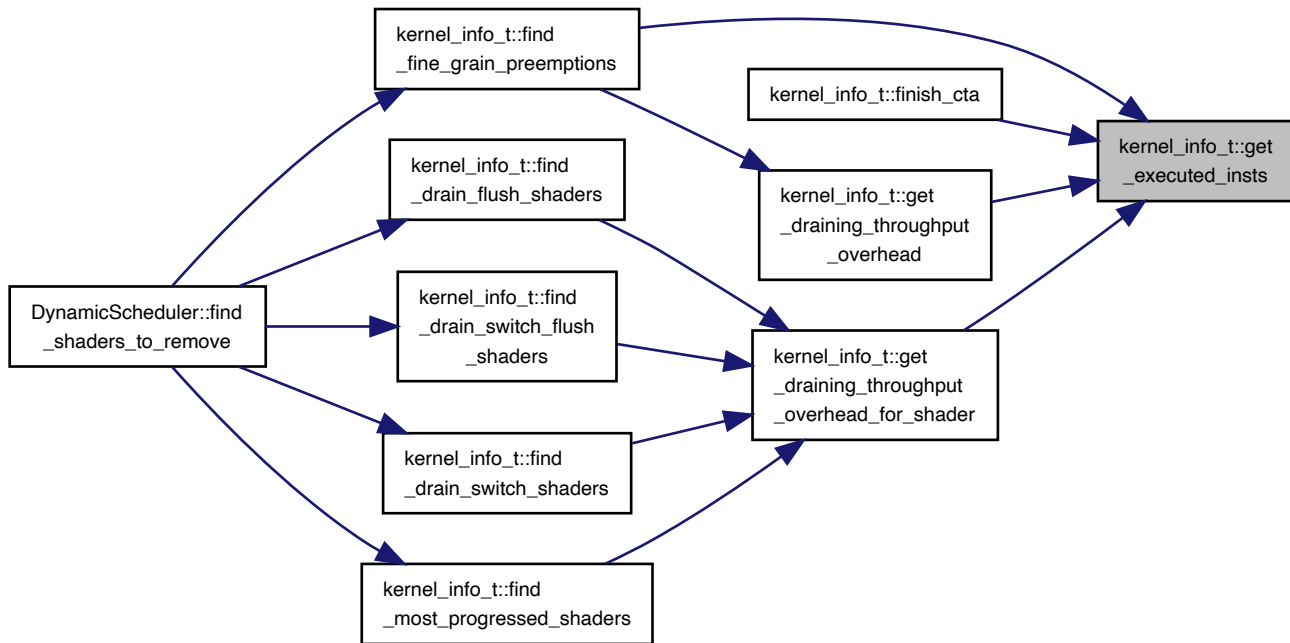 kernel_info_t::find
_fine_grain_preemptions
kernel_info_t::finish_cta
kernel_info_t::get
_executed_insts
kernel_info_t::find
_drain_flush_shaders
kernel_info_t::get
_draining_throughput
_overhead
DynamicScheduler::find
_shaders_to_remove
kernel_info_t::find
_drain_switch_flush
_shaders
kernel_info_t::get
_draining_throughput
_overhead_for_shader
kernel_info_t::find
_drain_switch_shaders
kernel_info_t::find
_most_progressed_shaders